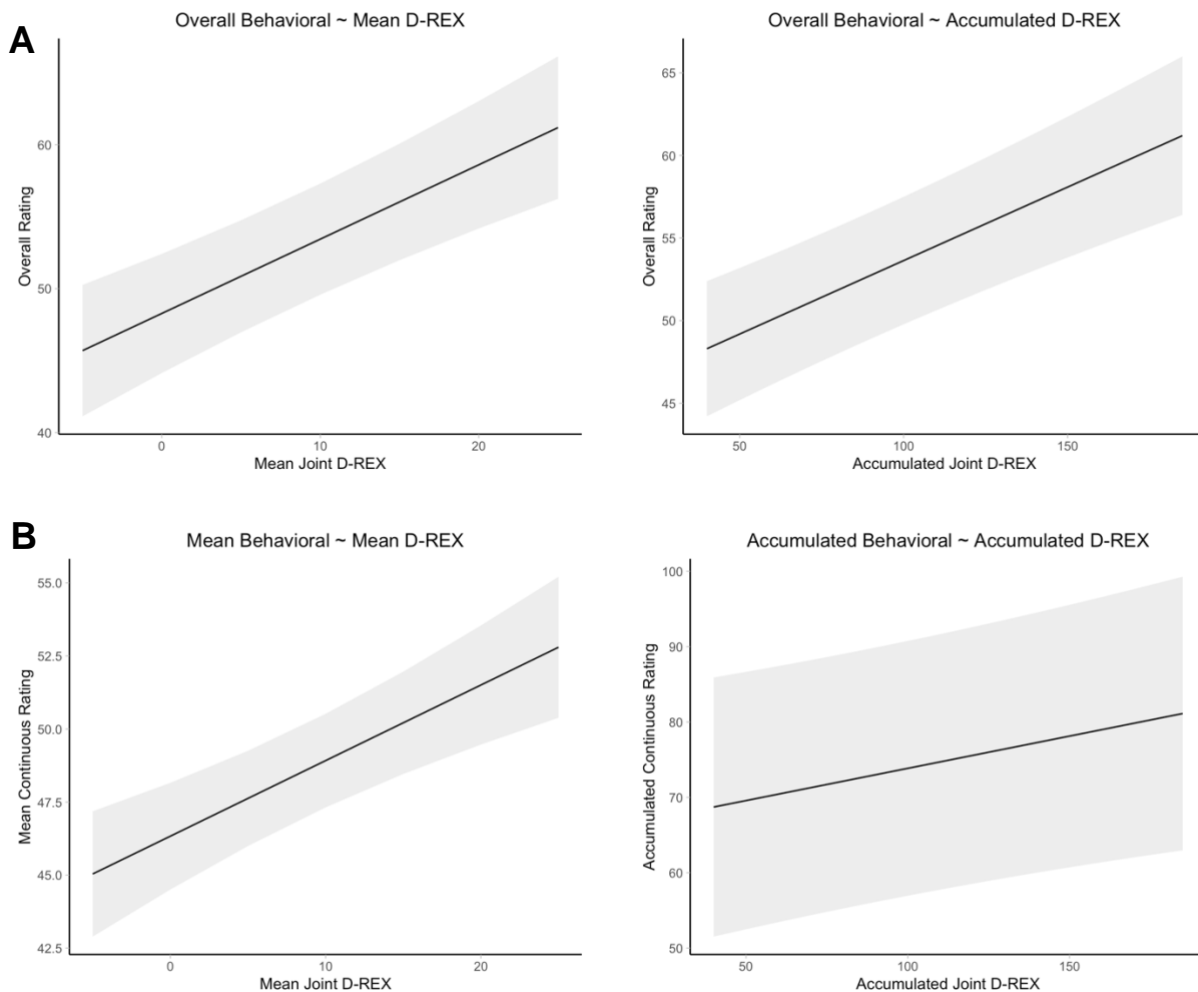 A
Overall Behavioral ~ Mean D-REX
Overall Rating
60
50
40
0
10
20
Mean Joint D-REX
Overall Behavioral ~ Accumulated D-REX
Overall Rating
65
60
55
50
45
50
100
150
Accumulated Joint D-REX
B
Mean Behavioral ~ Mean D-REX
Mean Continuous Rating
55.0
52.5
50.0
47.5
45.0
42.5
0
10
20
Mean Joint D-REX
Accumulated Behavioral ~ Accumulated D-REX
Accumulated Continuous Rating
100
90
80
70
60
50
50
100
150
Accumulated Joint D-REX